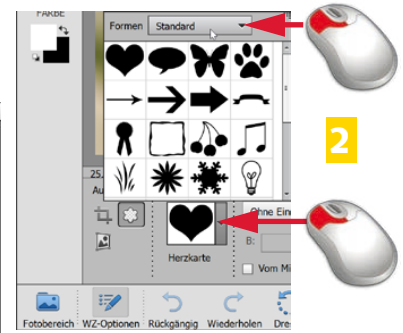 FARBE
Formen Standard
2
25.
Au
Ohne Ein
B:
Herzkarte
Vom Mi
Fotobereich WZ-Optionen Rückgängig Wiederholen Dre